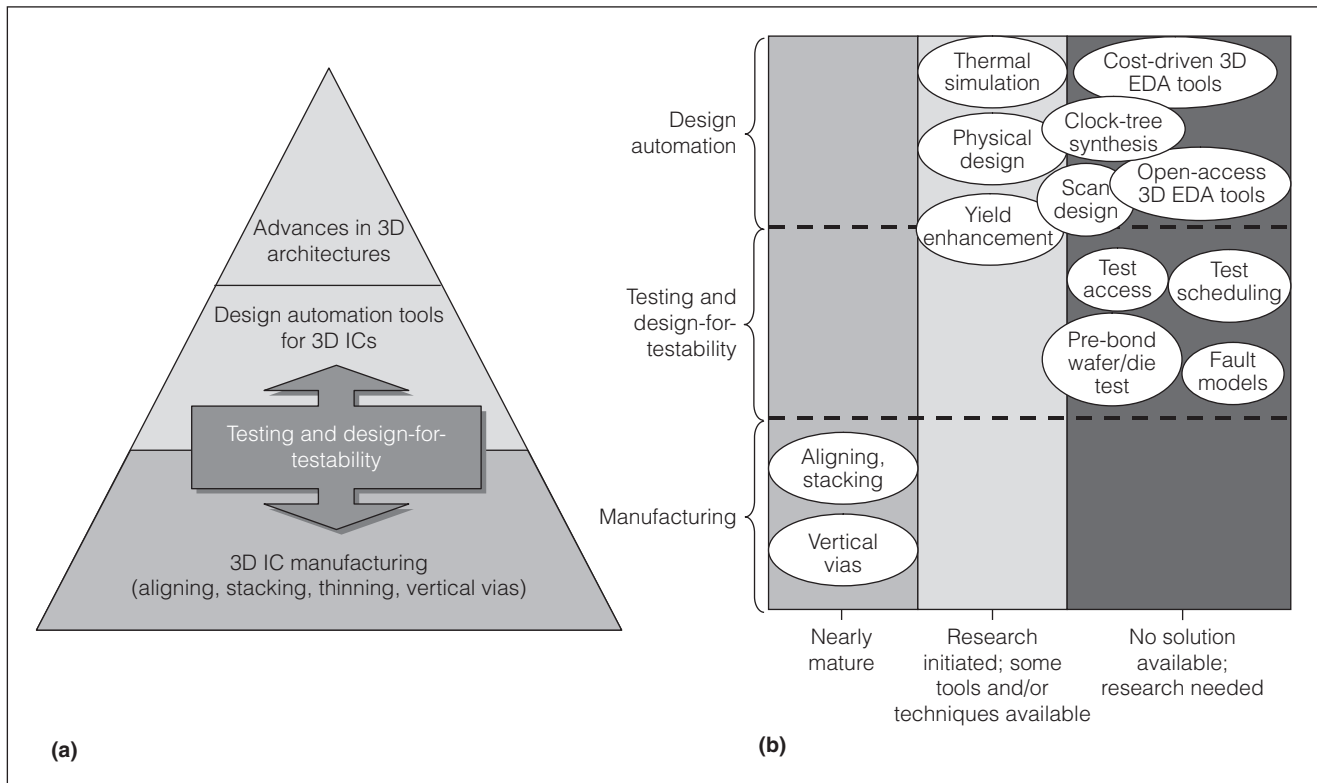 Advances in 3D
architectures
Design automation tools
for 3D ICs
Testing and design-for-
testability
3D IC manufacturing
(aligning, stacking, thinning, vertical vias)
(a)
Design
automation
Testing and
design-for-
testability
Manufacturing
Thermal
simulation
Cost-driven 3D
EDA tools
Physical
design
Clock-tree
synthesis
Scan
design
Open-access
3D EDA tools
Yield
enhancement
Test
access
Test
scheduling
Pre-bond
wafer/die
test
Fault
models
Aligning,
stacking
Vertical
vias
Nearly
mature
Research
initiated; some
tools and/or
techniques available
No solution
available;
research needed
(b)